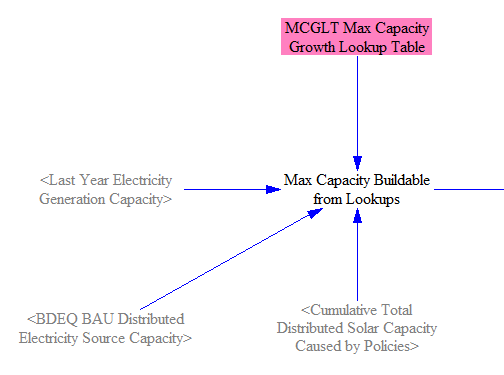 MCGLT Max Capacity
Growth Lookup Table
<Last Year Electricity
Generation Capacity>
Max Capacity Buildable
from Lookups
<BDEQ BAU Distributed
Electricity Source Capacity>
<Cumulative Total
Distributed Solar Capacity
Caused by Policies>